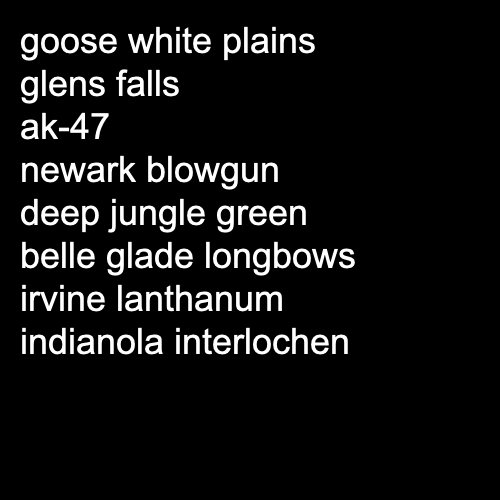 goose white plains
glens falls
ak-47
newark blowgun
deep jungle green
belle glade longbows
irvine lanthanum
indianola interlochen